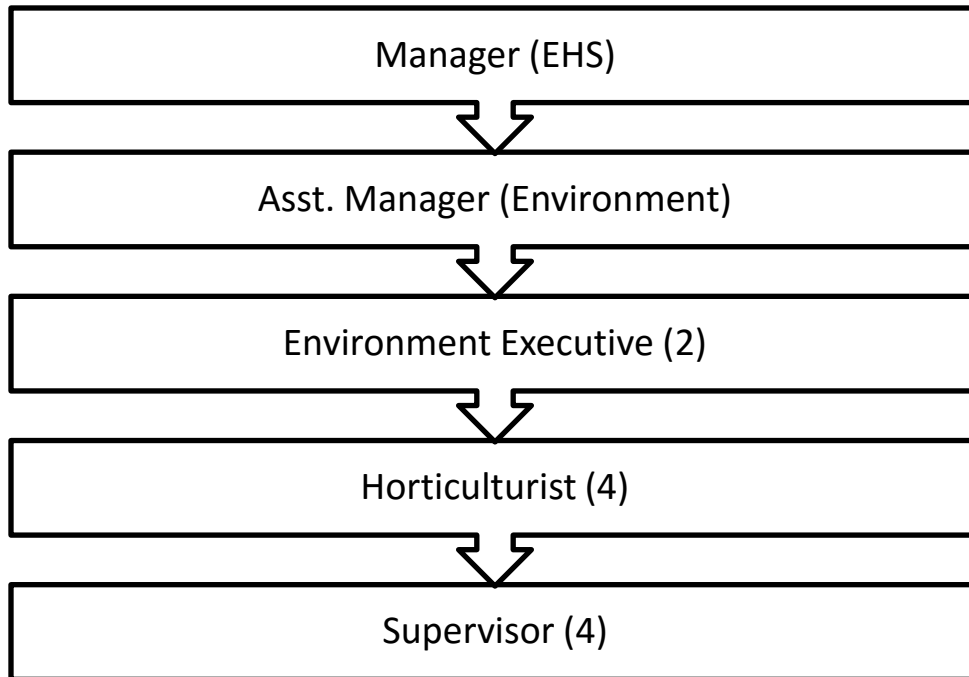 Manager (EHS)
Asst. Manager (Environment)
Environment Executive (2)
Horticulturist (4)
Supervisor (4)